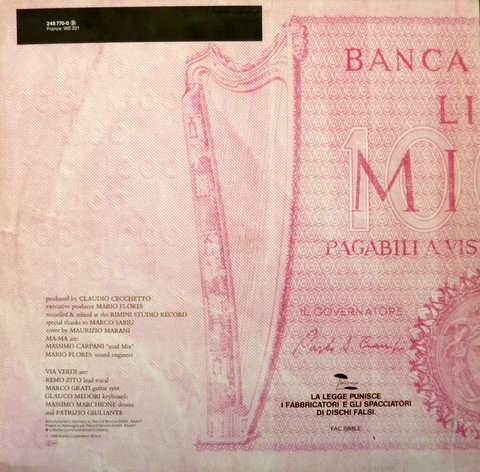 248 770-0
France: WE 221
BANCA
LI
100
MI
PAGABILI A VIS
IL GOVERNATORE
produced by CLAUDIO CECCHETTO
executive producer MARIO FLORES
recorded & mixed at the RIMINI STUDIO RECORD
special thanks to MARCO SABIU
cover by MAURIZIO MARANI
MA-MA are:
MASSIMO CARPANI "mad Mix"
MARIO FLORES sound engineer
VIA VERDI are:
REMO ZITO lead vocal
MARCO GRATI guitar synt
GLAUCO MEDORI keyboards
MASSIMO MARCHIONE drums
and PATRIZIO GIULIANTE
LA LEGGE PUNISCE
I FABBRICATORI E GLI SPACCIATORI
DI DISCHI FALSI.
FAC SIMILE